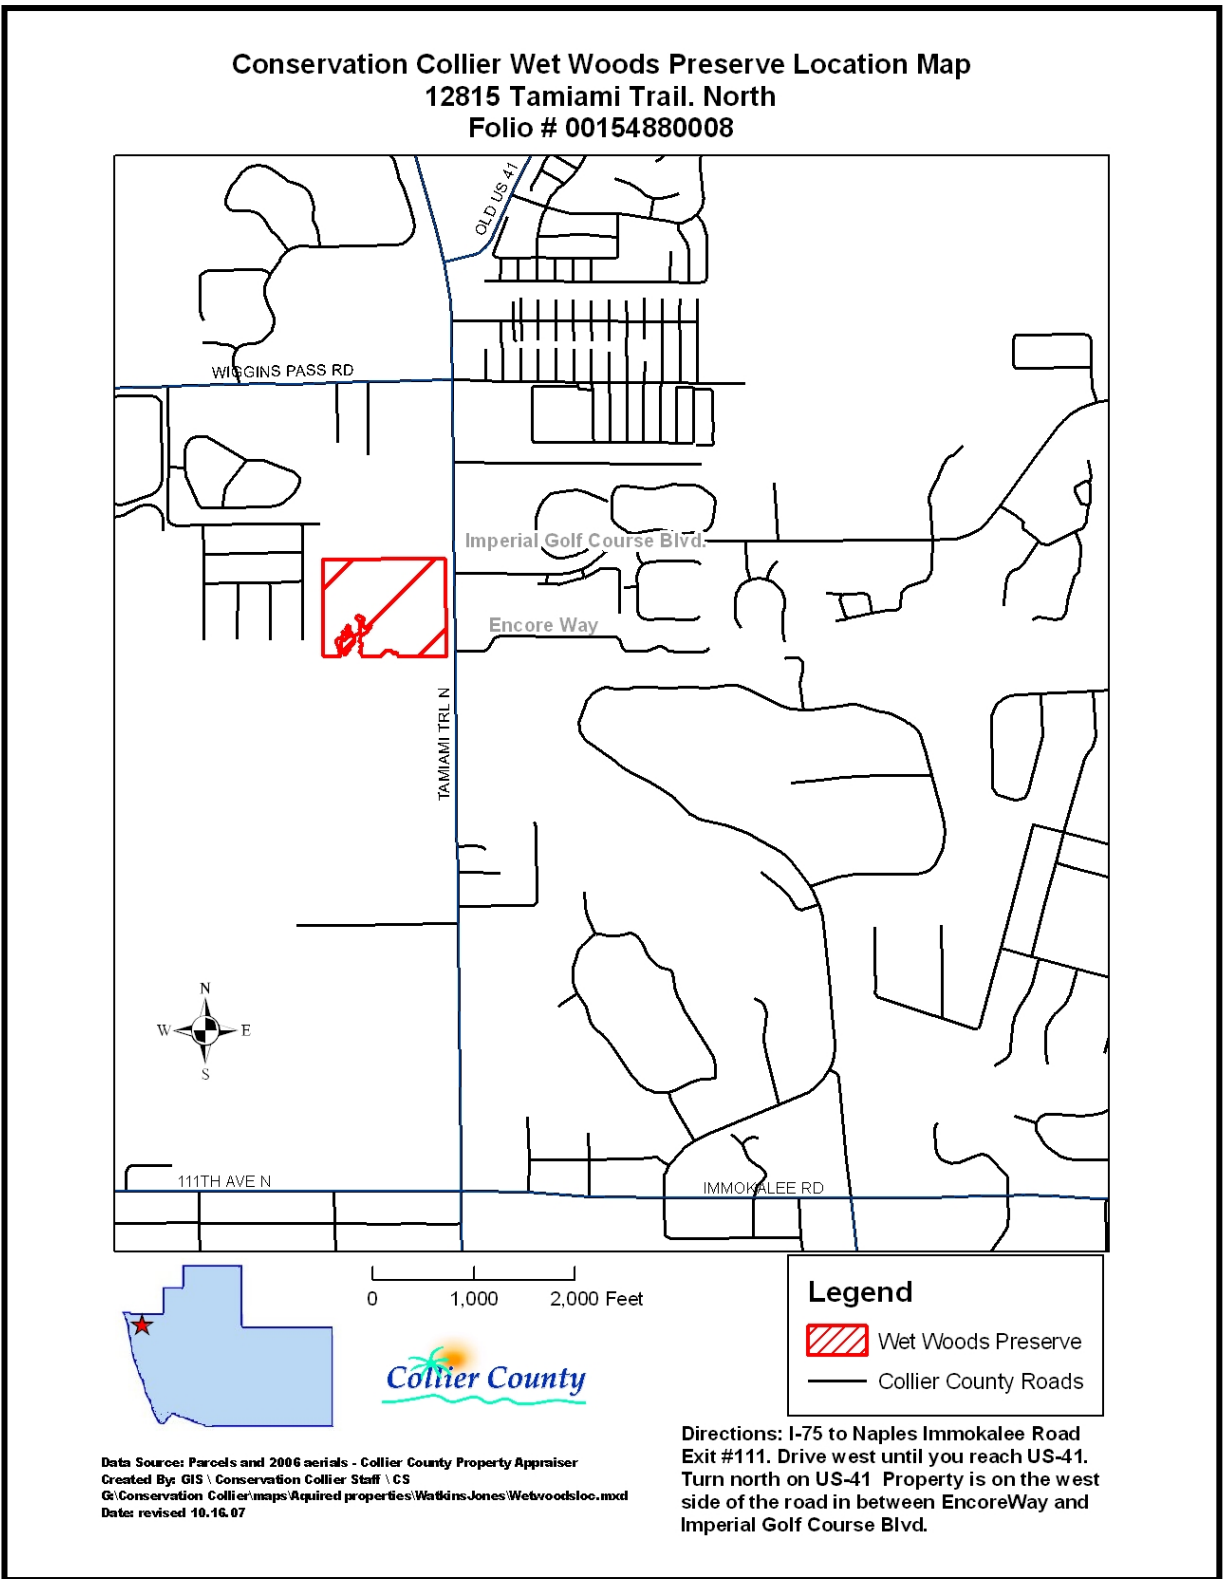 Conservation Collier Wet Woods Preserve Location Map
12815 Tamiami Trail. North
Folio # 00154880008
OLD US 41
WIGGINS PASS RD
Imperial Golf Course Blvd.
Encore Way
TAMIAMI TRL N
N
W E
S
111TH AVE N
IMMOKALEE RD
0 1,000 2,000 Feet
Legend
Wet Woods Preserve
Collier County Roads
Collier County
Directions: I-75 to Naples Immokalee Road
Exit #111. Drive west until you reach US-41.
Turn north on US-41 Property is on the west
side of the road in between EncoreWay and
Imperial Golf Course Blvd.
Data Source: Parcels and 2006 aerials - Collier County Property Appraiser
Created By: GIS \ Conservation Collier Staff \ CS
G:\Conservation Collier\maps\Aquired properties\WatkinsJones\Wetwoodsloc.mxd
Date: revised 10.16.07